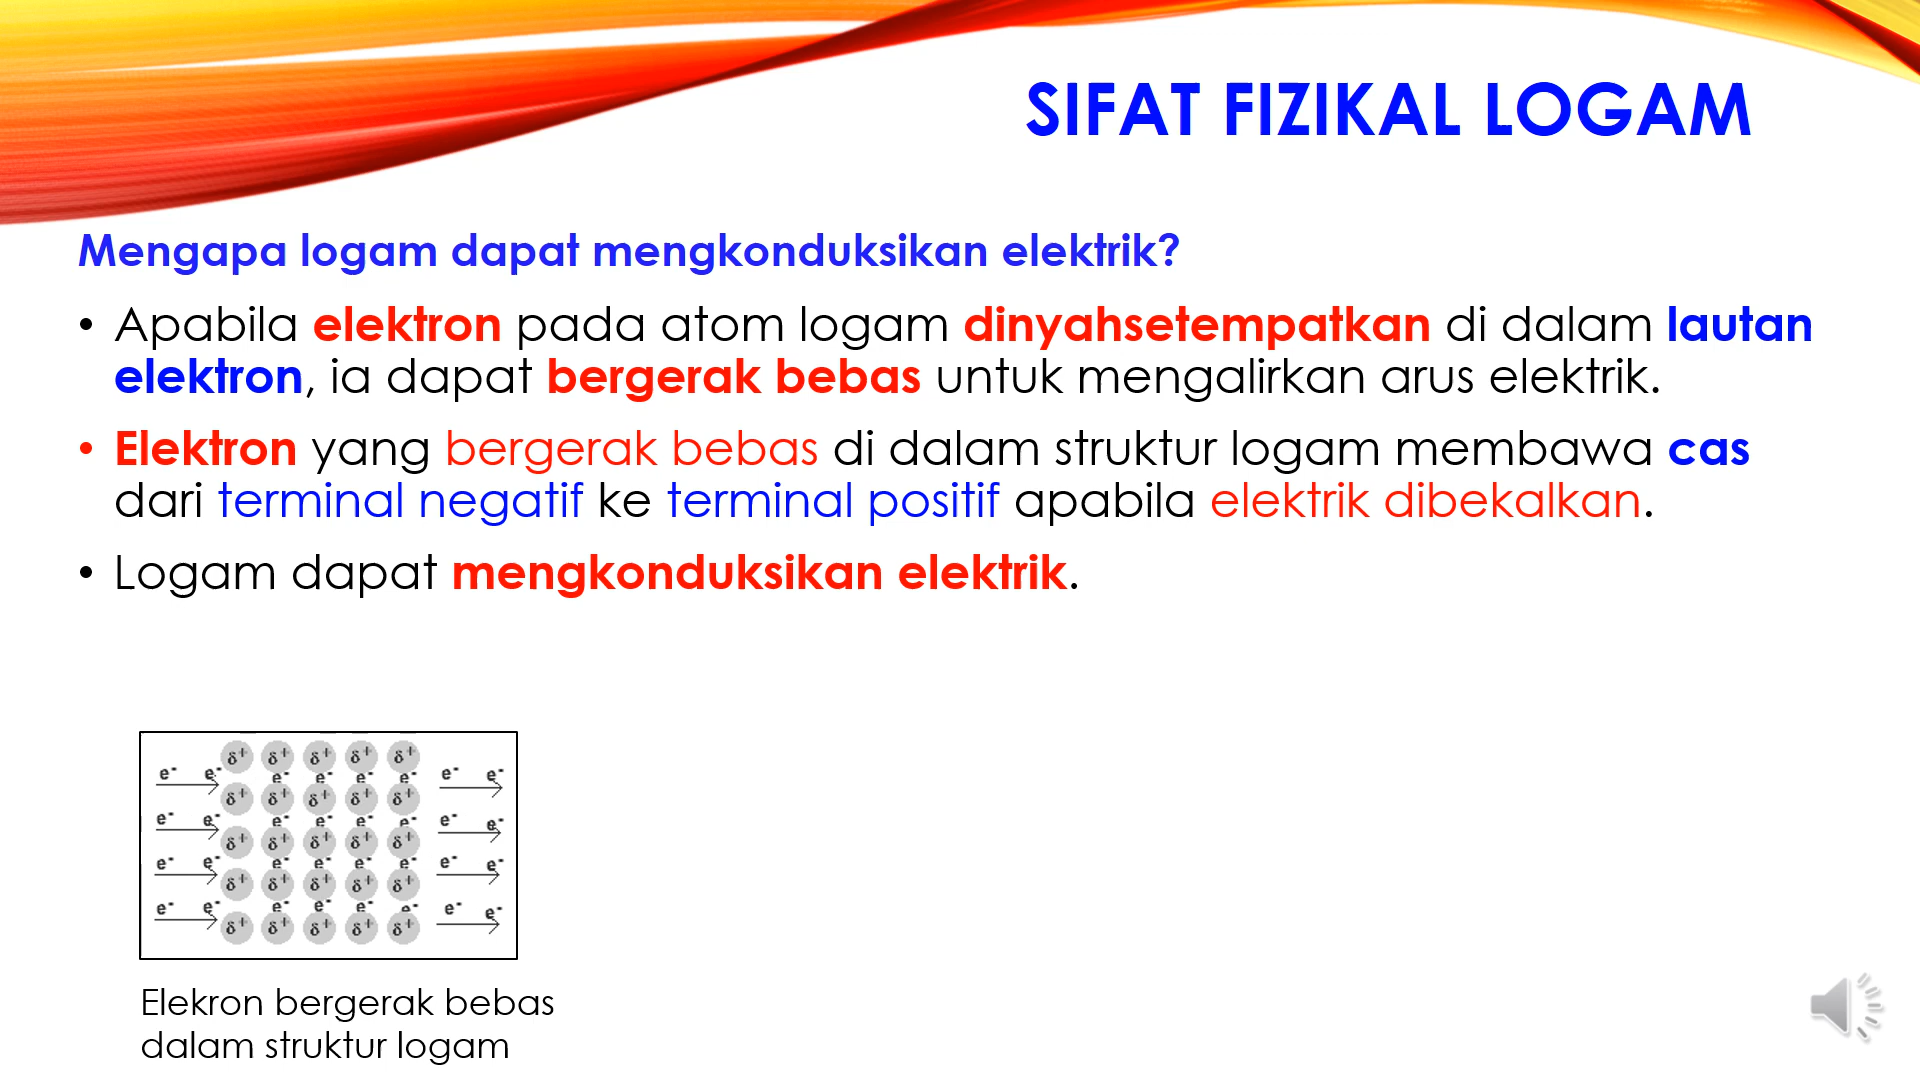 SIFAT FIZIKAL LOGAM
Mengapa logam dapat mengkonduksikan elektrik?
• Apabila elektron pada atom logam dinyahsetempatkan di dalam lautan
elektron, ia dapat bergerak bebas untuk mengalirkan arus elektrik.
• Elektron yang bergerak bebas di dalam struktur logam membawa cas
dari terminal negatif ke terminal positif apabila elektrik dibekalkan.
• Logam dapat mengkonduksikan elektrik.
δ+ δ+ δ+ δ+ δ+
e- e- e- e- e- e- e- e-
δ+ δ+ δ+ δ+ δ+
e- e- e- e- e- e- e- e-
δ+ δ+ δ+ δ+ δ+
e- e- e- e- e- e- e- e-
δ+ δ+ δ+ δ+ δ+
e- e- e- e- e- e- e- e-
δ+ δ+ δ+ δ+ δ+
Elekron bergerak bebas
dalam struktur logam